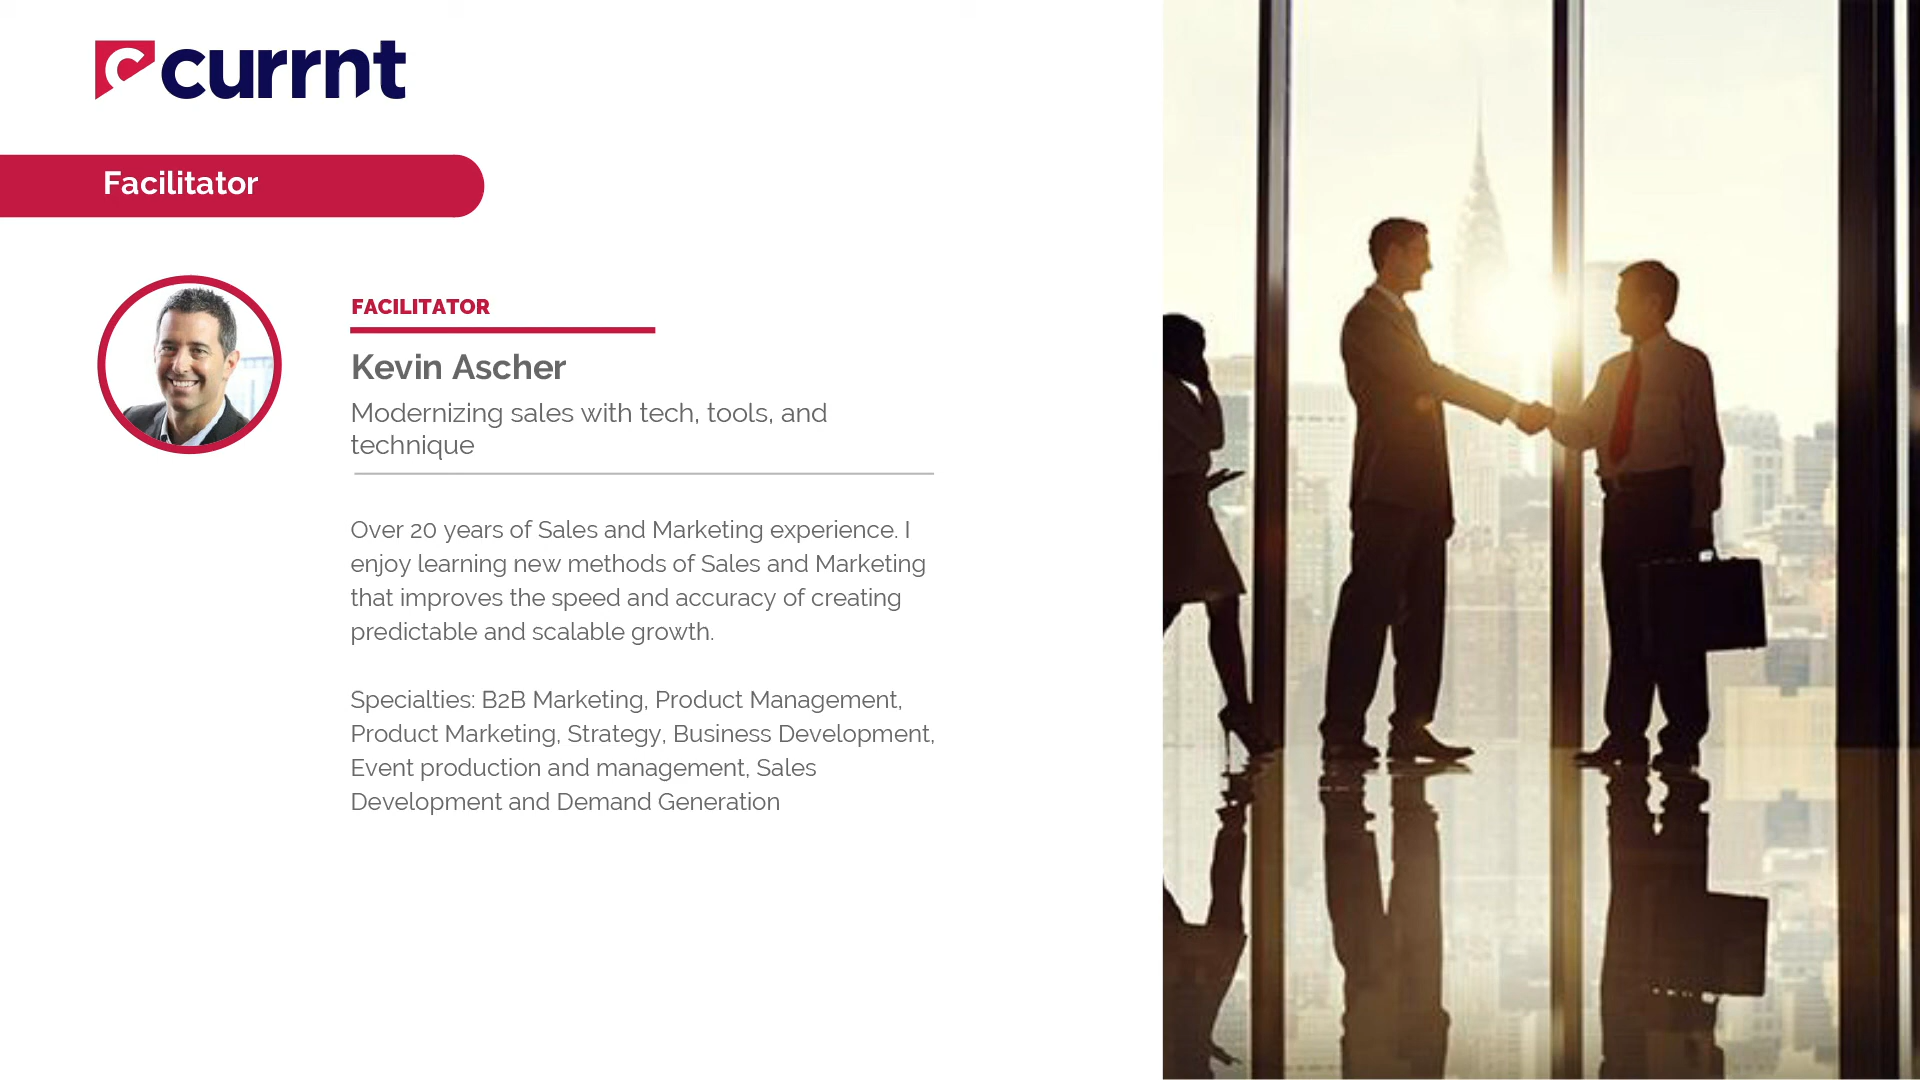 currnt
Facilitator
FACILITATOR
Kevin Ascher
Modernizing sales with tech, tools, and
technique
Over 20 years of Sales and Marketing experience. I
enjoy learning new methods of Sales and Marketing
that improves the speed and accuracy of creating
predictable and scalable growth.
Specialties: B2B Marketing, Product Management,
Product Marketing, Strategy, Business Development,
Event production and management, Sales
Development and Demand Generation